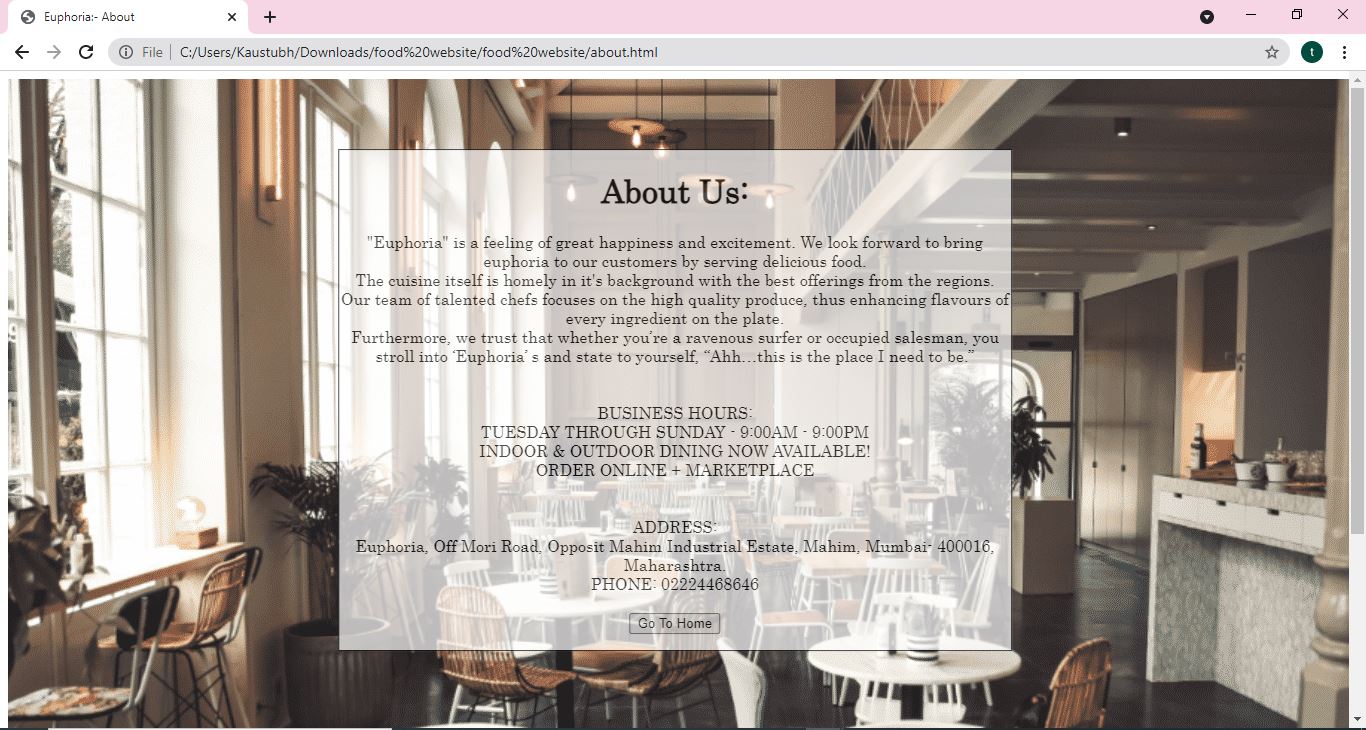 Euphoria:- About
File
C:/Users/Kaustubh/Downloads/food%20website/food%20website/about.html
t
About Us:
"Euphoria" is a feeling of great happiness and excitement. We look forward to bring
euphoria to our customers by serving delicious food.
The cuisine itself is homely in it's background with the best offerings from the regions.
Our team of talented chefs focuses on the high quality produce, thus enhancing flavours of
every ingredient on the plate.
Furthermore, we trust that whether you’re a ravenous surfer or occupied salesman, you
stroll into ‘Euphoria’ s and state to yourself, “Ahh...this is the place I need to be.”
BUSINESS HOURS:
TUESDAY THROUGH SUNDAY - 9:00AM - 9:00PM
INDOOR & OUTDOOR DINING NOW AVAILABLE!
ORDER ONLINE + MARKETPLACE
ADDRESS:
Euphoria, Off Mori Road, Opposit Mahim Industrial Estate, Mahim, Mumbai- 400016,
Maharashtra.
PHONE: 02224468646
Go To Home